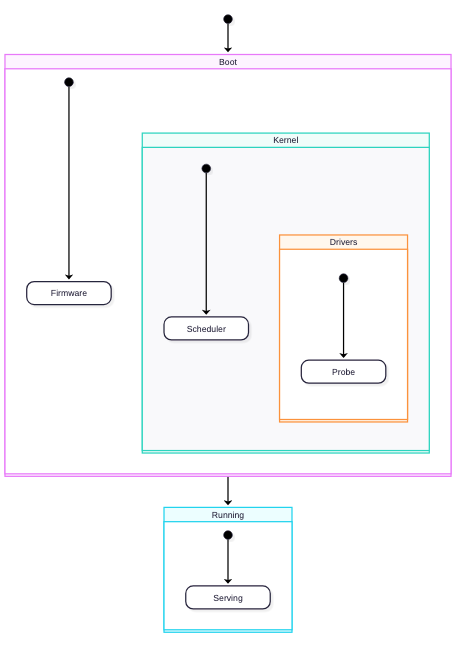 Boot
Kernel
Drivers
Firmware
Scheduler
Probe
Running
Serving